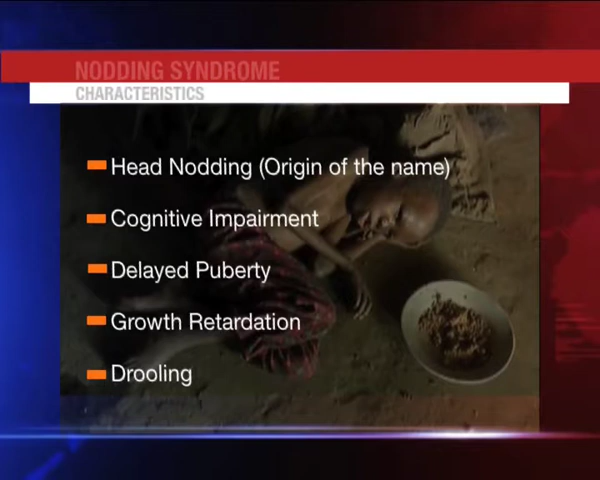 NODDING SYNDROME
CHARACTERISTICS
Head Nodding (Origin of the name)
Cognitive Impairment
Delayed Puberty
Growth Retardation
Drooling